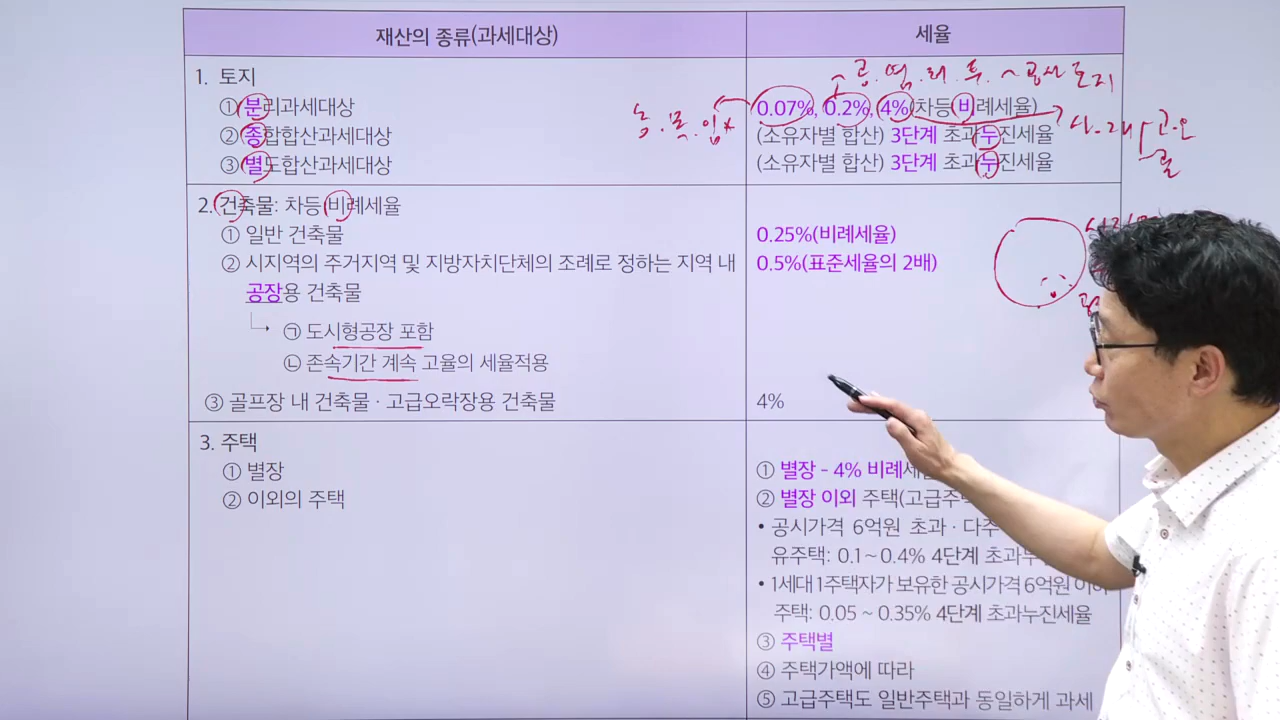 재산의 종류(과세대상)
세율
1. 토지
① 분리과세대상
② 종합합산과세대상
③ 별도합산과세대상
0.07%, 0.2%, 4%(차등 비례세율)
(소유자별 합산) 3단계 초과누진세율
(소유자별 합산) 3단계 초과누진세율
2. 건축물: 차등 비례세율
① 일반 건축물
0.25%(비례세율)
② 시지역의 주거지역 및 지방자치단체의 조례로 정하는 지역 내
공장용 건축물
0.5%(표준세율의 2배)
㉠ 도시형공장 포함
㉡ 존속기간 계속 고율의 세율적용
③ 골프장 내 건축물 · 고급오락장용 건축물
4%
3. 주택
① 별장
② 이외의 주택
① 별장 - 4% 비례세
② 별장 이외 주택(고급주
• 공시가격 6억원 초과 · 다주
유주택: 0.1 ~ 0.4% 4단계 초과누
• 1세대 1주택자가 보유한 공시가격 6억원 이
주택: 0.05 ~ 0.35% 4단계 초과누진세율
③ 주택별
④ 주택가액에 따라
⑤ 고급주택도 일반주택과 동일하게 과세